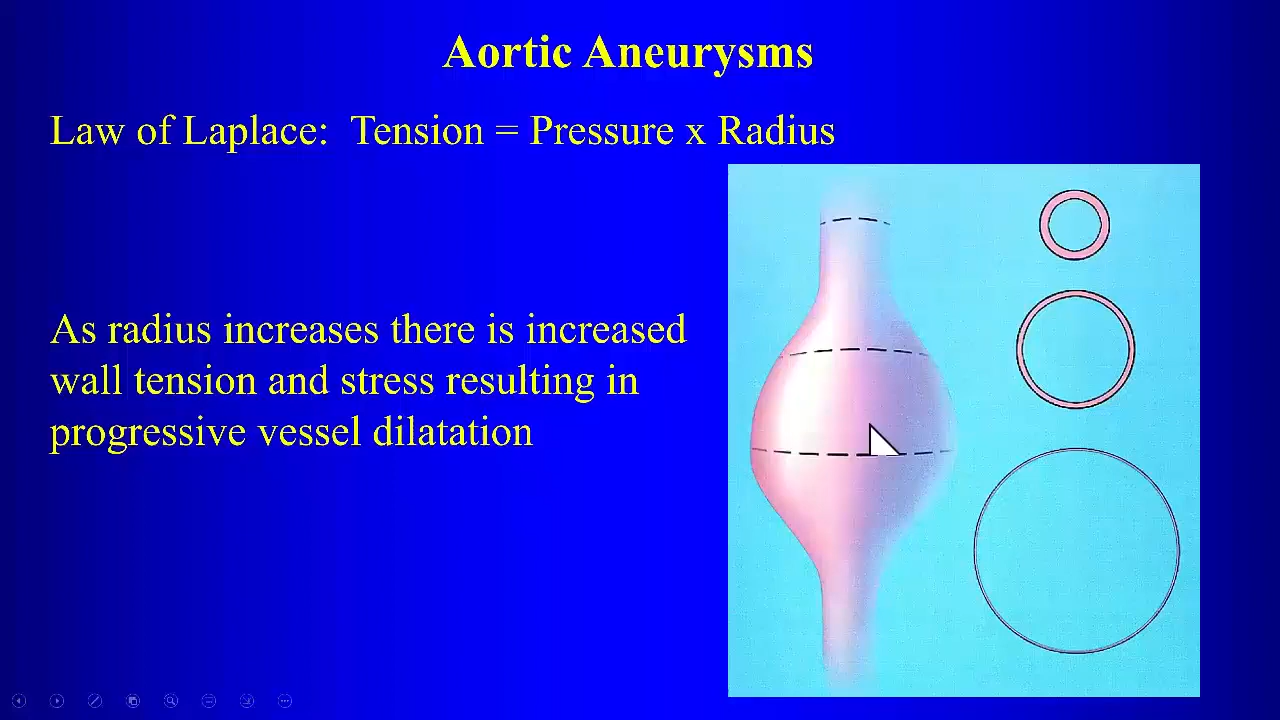 Aortic Aneurysms
Law of Laplace: Tension = Pressure x Radius
As radius increases there is increased
wall tension and stress resulting in
progressive vessel dilatation